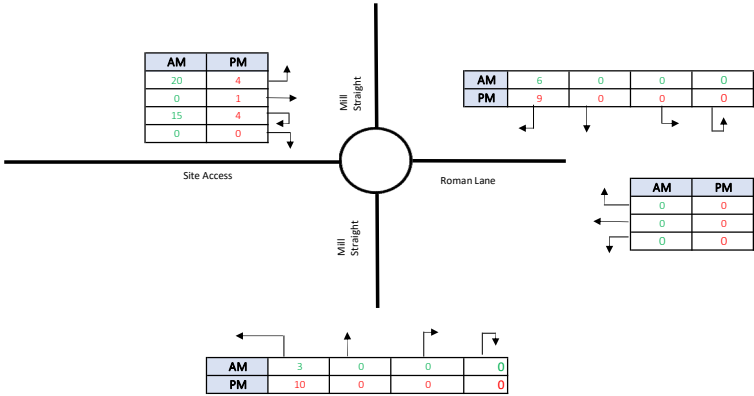 AM PM
20 4
0 1
15 4
0 0
Mill
Straight
AM 6 0 0 0
PM 9 0 0 0
Site Access
Roman Lane
AM PM
0 0
0 0
0 0
Mill
Straight
AM 3 0 0 0
PM 10 0 0 0